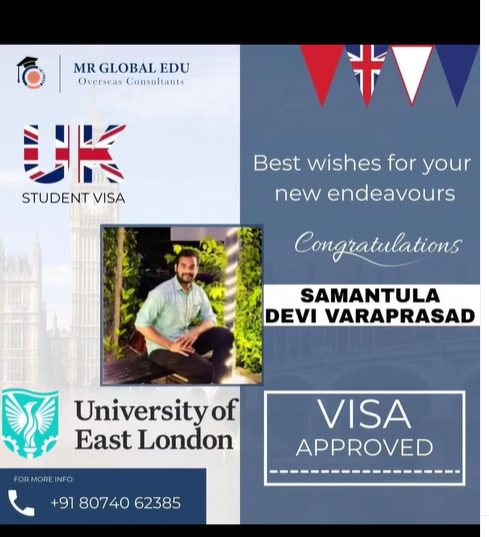 MR GLOBAL EDU
Overseas Consultants
UK
STUDENT VISA
Best wishes for your
new endeavours
Congratulations
SAMANTULA
DEVI VARAPRASAD
University of
East London
VISA
APPROVED
FOR MORE INFO:
+91 80740 62385